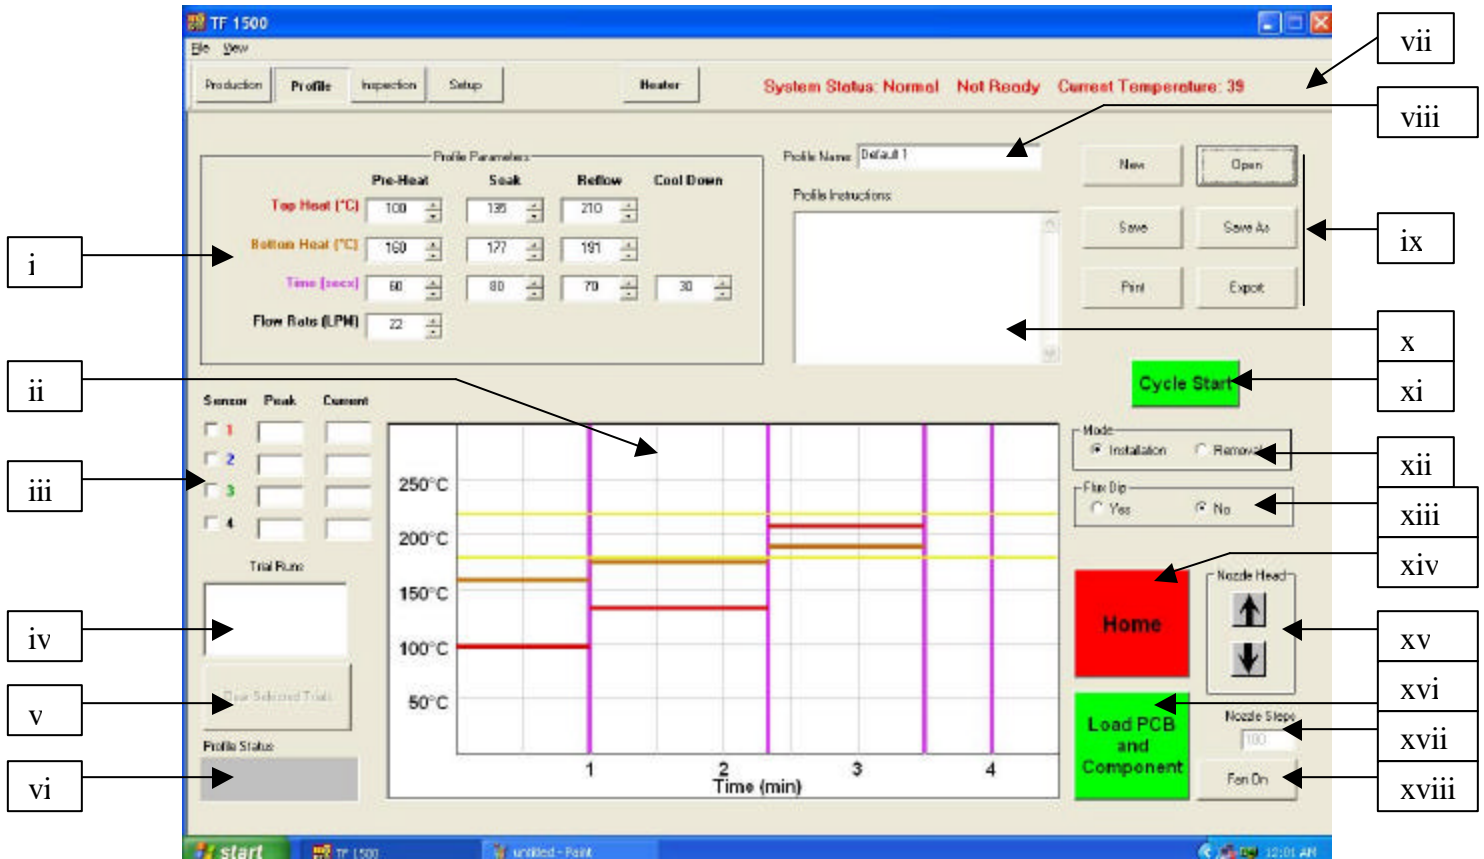 TF 1500
File View
Production Profile Inspection Setup Heater System Status: Normal Not Ready Current Temperature: 39
vii
viii
Profile Parameters
Pre-Heat Soak Reflow Cool Down
Top Heat (°C) 100 135 210
Bottom Heat (°C) 160 177 191
Time (secs) 60 80 70 30
Flow Rate (LPM) 22
Profile Name: Default 1
Profile Instructions:
New Open
Save Save As
Print Export
i
ix
x
xi
Cycle Start
ii
Sensor Peak Current
1
2
3
4
iii
Mode
Installation Removal
xii
Flux Dip
Yes No
xiii
xiv
250°C
200°C
150°C
100°C
50°C
1 2 3 4
Time (min)
Trial Runs
iv
Clear Selected Trials
v
Profile Status
vi
Home
Nozzle Head
xv
xvi
Load PCB
and
Component
Nozzle Steps
100
xvii
Fan On
xviii
start TF 1500 untitled - Paint 12:01 AM